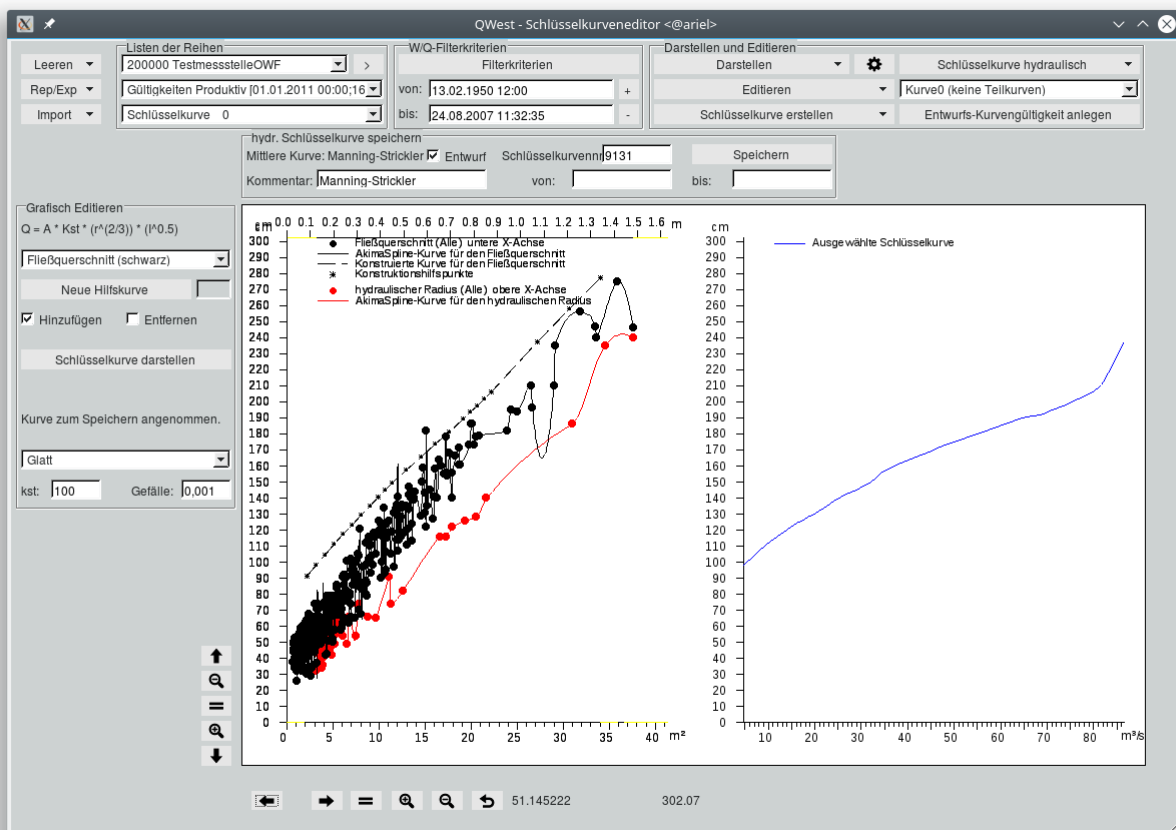 QWest - Schlüsselkurveneditor <@ariel>
Leeren
Rep/Exp
Import
Listen der Reihen
200000 TestmessstelleOWF
>
Gültigkeiten Produktiv [01.01.2011 00:00;16
Schlüsselkurve 0
W/Q-Filterkriterien
Filterkriterien
von: 13.02.1950 12:00 +
bis: 24.08.2007 11:32:35 -
Darstellen und Editieren
Darstellen
Schlüsselkurve hydraulisch
Editieren
Kurve0 (keine Teilkurven)
Schlüsselkurve erstellen
Entwurfs-Kurvengültigkeit anlegen
hydr. Schlüsselkurve speichern
Mittlere Kurve: Manning-Strickler Entwurf Schlüsselkurvennr 9131 Speichern
Kommentar: Manning-Strickler von: bis:
Grafisch Editieren
Q = A * Kst * (r^(2/3)) * (I^0.5)
Fließquerschnitt (schwarz)
Neue Hilfskurve
Hinzufügen Entfernen
Schlüsselkurve darstellen
Kurve zum Speichern angenommen.
Glatt
kst: 100 Gefälle: 0,001
cm 0.0 0.1 0.2 0.3 0.4 0.5 0.6 0.7 0.8 0.9 1.0 1.1 1.2 1.3 1.4 1.5 1.6 m
Fließquerschnitt (Alle) untere X-Achse
AkimaSpline-Kurve für den Fließquerschnitt
Konstruierte Kurve für den Fließquerschnitt
Konstruktionshilfspunkte
hydraulischer Radius (Alle) obere X-Achse
AkimaSpline-Kurve für den hydraulischen Radius
300
290
280
270
260
250
240
230
220
210
200
190
180
170
160
150
140
130
120
110
100
90
80
70
60
50
40
30
20
10
0
0 5 10 15 20 25 30 35 40 m²
cm
Ausgewählte Schlüsselkurve
300
290
280
270
260
250
240
230
220
210
200
190
180
170
160
150
140
130
120
110
100
90
80
70
60
50
40
30
20
10
0
10 20 30 40 50 60 70 80 m³/s
51.145222 302.07